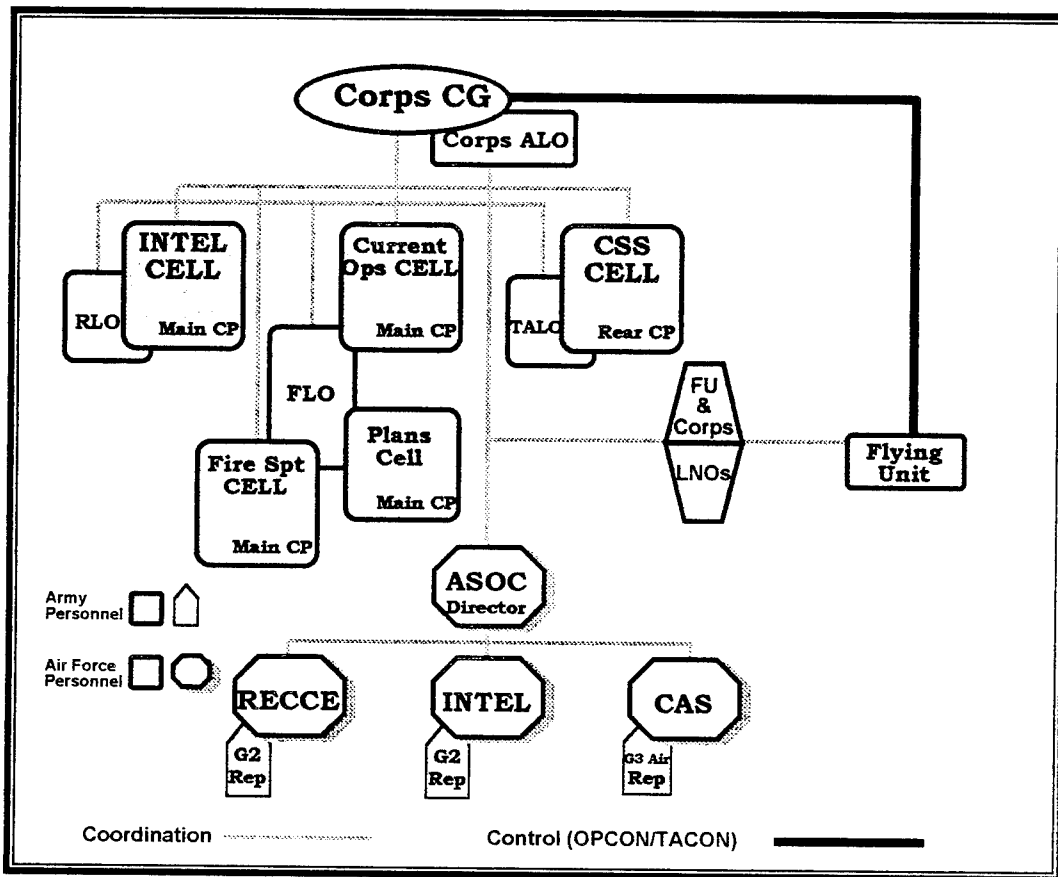 Corps CG
Corps ALO
INTEL
CELL
Main CP
RLO
Current
Ops CELL
Main CP
CSS
CELL
Rear CP
TALO
FLO
Fire Spt
CELL
Main CP
Plans
Cell
Main CP
FU
&
Corps
LNOs
Flying
Unit
ASOC
Director
Army
Personnel
Air Force
Personnel
RECCE
INTEL
CAS
G2
Rep
G2
Rep
G3 Air
Rep
Coordination
Control (OPCON/TACON)